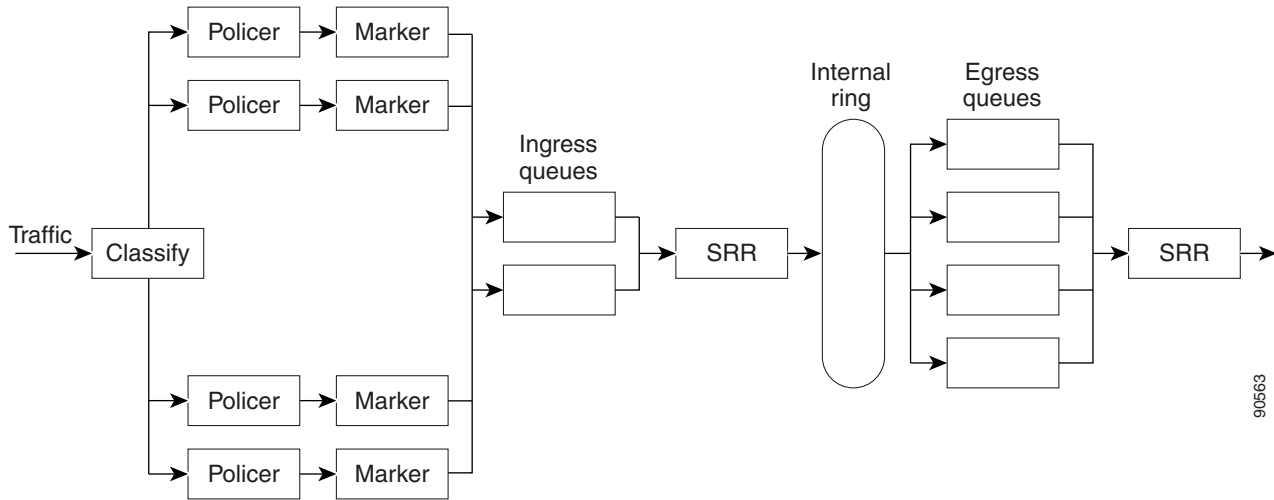 Policer
Marker
Policer
Marker
Internal
ring
Egress
queues
Ingress
queues
Traffic
Classify
SRR
SRR
Policer
Marker
Policer
Marker
90563